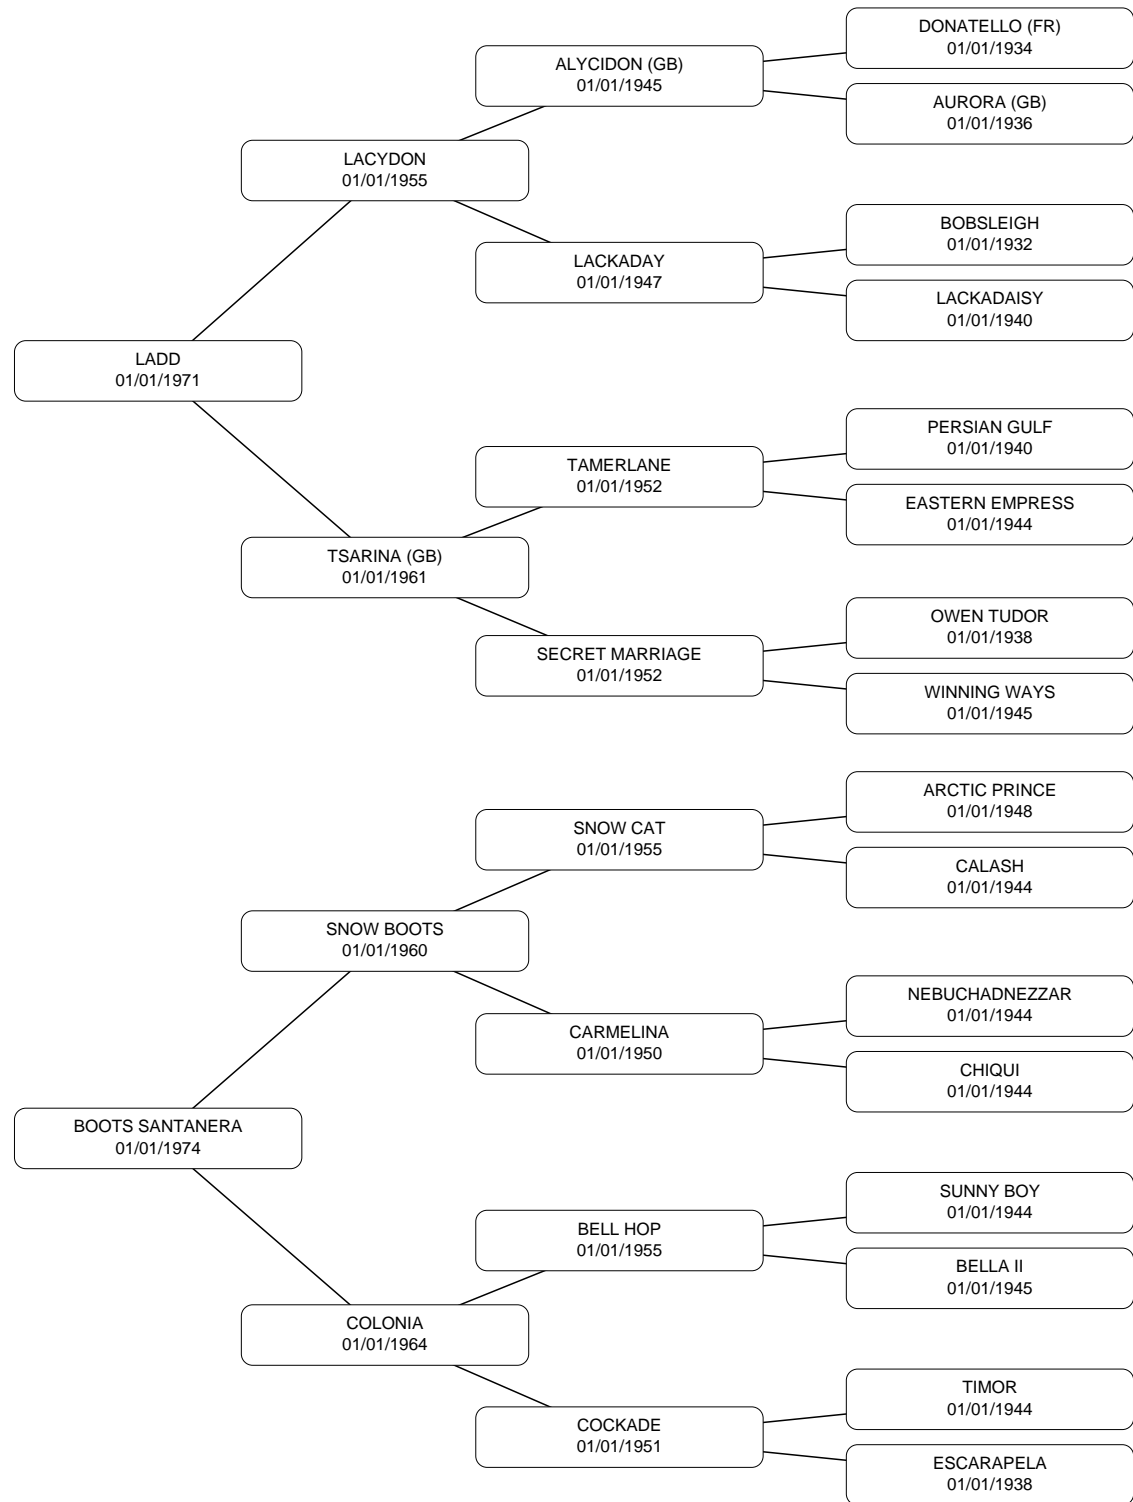 DONATELLO (FR)
01/01/1934
ALYCIDON (GB)
01/01/1945
AURORA (GB)
01/01/1936
LACYDON
01/01/1955
BOBSLEIGH
01/01/1932
LACKADAY
01/01/1947
LACKADAISY
01/01/1940
LADD
01/01/1971
PERSIAN GULF
01/01/1940
TAMERLANE
01/01/1952
EASTERN EMPRESS
01/01/1944
TSARINA (GB)
01/01/1961
OWEN TUDOR
01/01/1938
SECRET MARRIAGE
01/01/1952
WINNING WAYS
01/01/1945
ARCTIC PRINCE
01/01/1948
SNOW CAT
01/01/1955
CALASH
01/01/1944
SNOW BOOTS
01/01/1960
NEBUCHADNEZZAR
01/01/1944
CARMELINA
01/01/1950
CHIQUI
01/01/1944
BOOTS SANTANERA
01/01/1974
SUNNY BOY
01/01/1944
BELL HOP
01/01/1955
BELLA II
01/01/1945
COLONIA
01/01/1964
TIMOR
01/01/1944
COCKADE
01/01/1951
ESCARAPELA
01/01/1938